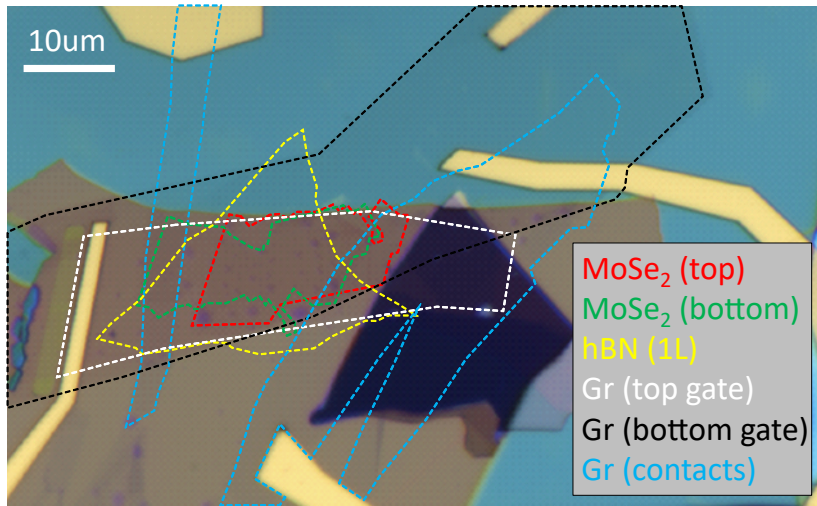 10um
MoSe₂ (top)
MoSe₂ (bottom)
hBN (1L)
Gr (top gate)
Gr (bottom gate)
Gr (contacts)